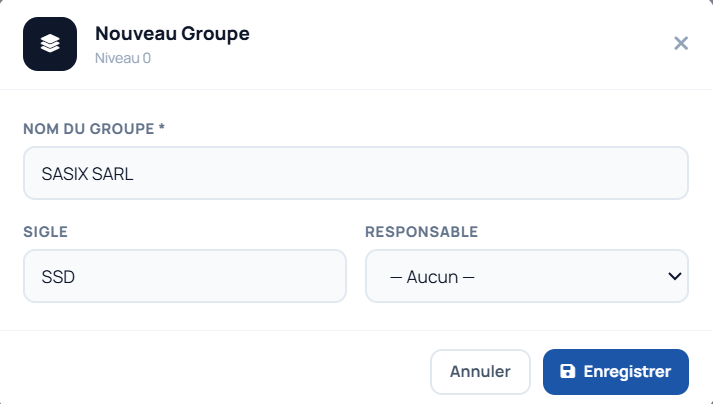 Nouveau Groupe
Niveau 0
NOM DU GROUPE *
SASIX SARL
SIGLE
RESPONSABLE
SSD
— Aucun —
Annuler
Enregistrer